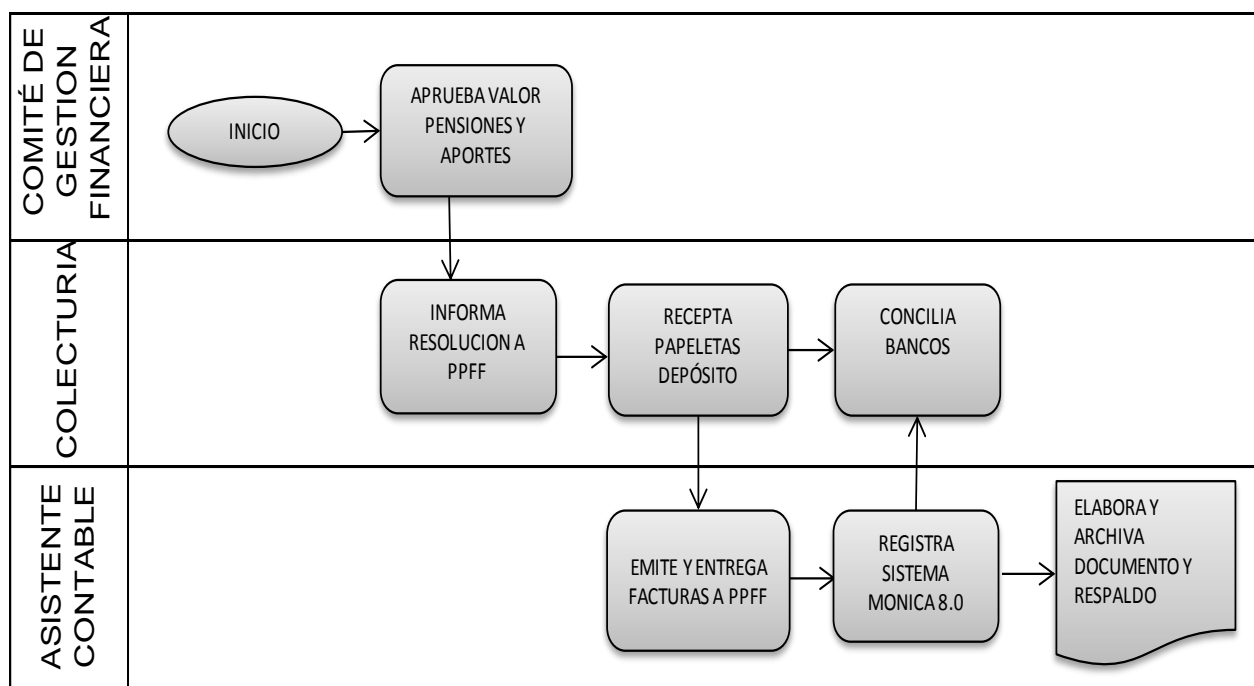 COMITÉ DE
GESTION
FINANCIERA
INICIO
APRUEBA VALOR
PENSIONES Y
APORTES
COLECTURIA
INFORMA
RESOLUCION A
PPFF
RECEPTA
PAPELETAS
DEPÓSITO
CONCILIA
BANCOS
ASISTENTE
CONTABLE
EMITE Y ENTREGA
FACTURAS A PPFF
REGISTRA
SISTEMA
MONICA 8.0
ELABORA Y
ARCHIVA
DOCUMENTO Y
RESPALDO